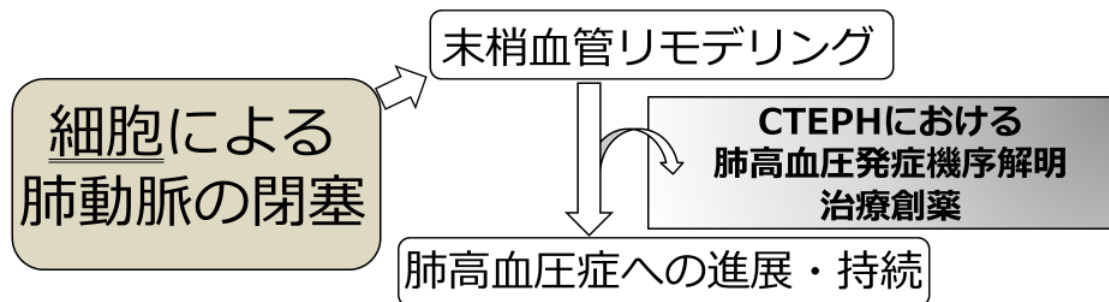 末梢血管リモデリング
細胞による
肺動脈の閉塞
CTEPHにおける
肺高血圧発症機序解明
治療創薬
肺高血圧症への進展・持続